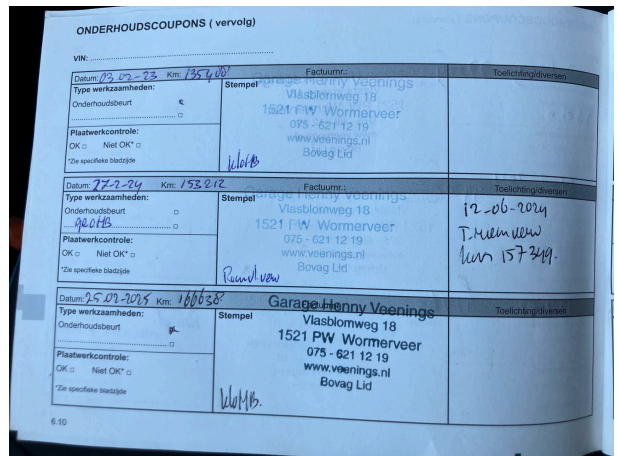 ONDERHOUDSCOUPONS ( vervolg)
VIN:
Datum: 03-02-23 Km: 135400
Factuurnr.:
Toelichting/diversen
Type werkzaamheden:
Onderhoudsbeurt
Plaatwerkcontrole:
OK Niet OK*
*Zie specifieke bladzijde
Stempel
Garage Henny Veenings
Vlasblomweg 18
1521 PW Wormerveer
075 - 621 12 19
www.veenings.nl
Bovag Lid
kloHB
Datum: 27-2-24 Km: 153212
Factuurnr.:
Toelichting/diversen
Type werkzaamheden:
Onderhoudsbeurt
groHB
Plaatwerkcontrole:
OK Niet OK*
*Zie specifieke bladzijde
Stempel
Garage Henny Veenings
Vlasblomweg 18
1521 PW Wormerveer
075 - 621 12 19
www.veenings.nl
Bovag Lid
12-06-2024
T.riem verv
km 157349.
Datum: 25-02-2025 Km: 166638
Factuurnr.:
Toelichting/diversen
Type werkzaamheden:
Onderhoudsbeurt
Plaatwerkcontrole:
OK Niet OK*
*Zie specifieke bladzijde
Stempel
Garage Henny Veenings
Vlasblomweg 18
1521 PW Wormerveer
075 - 621 12 19
www.veenings.nl
Bovag Lid
kloHB.
6.10